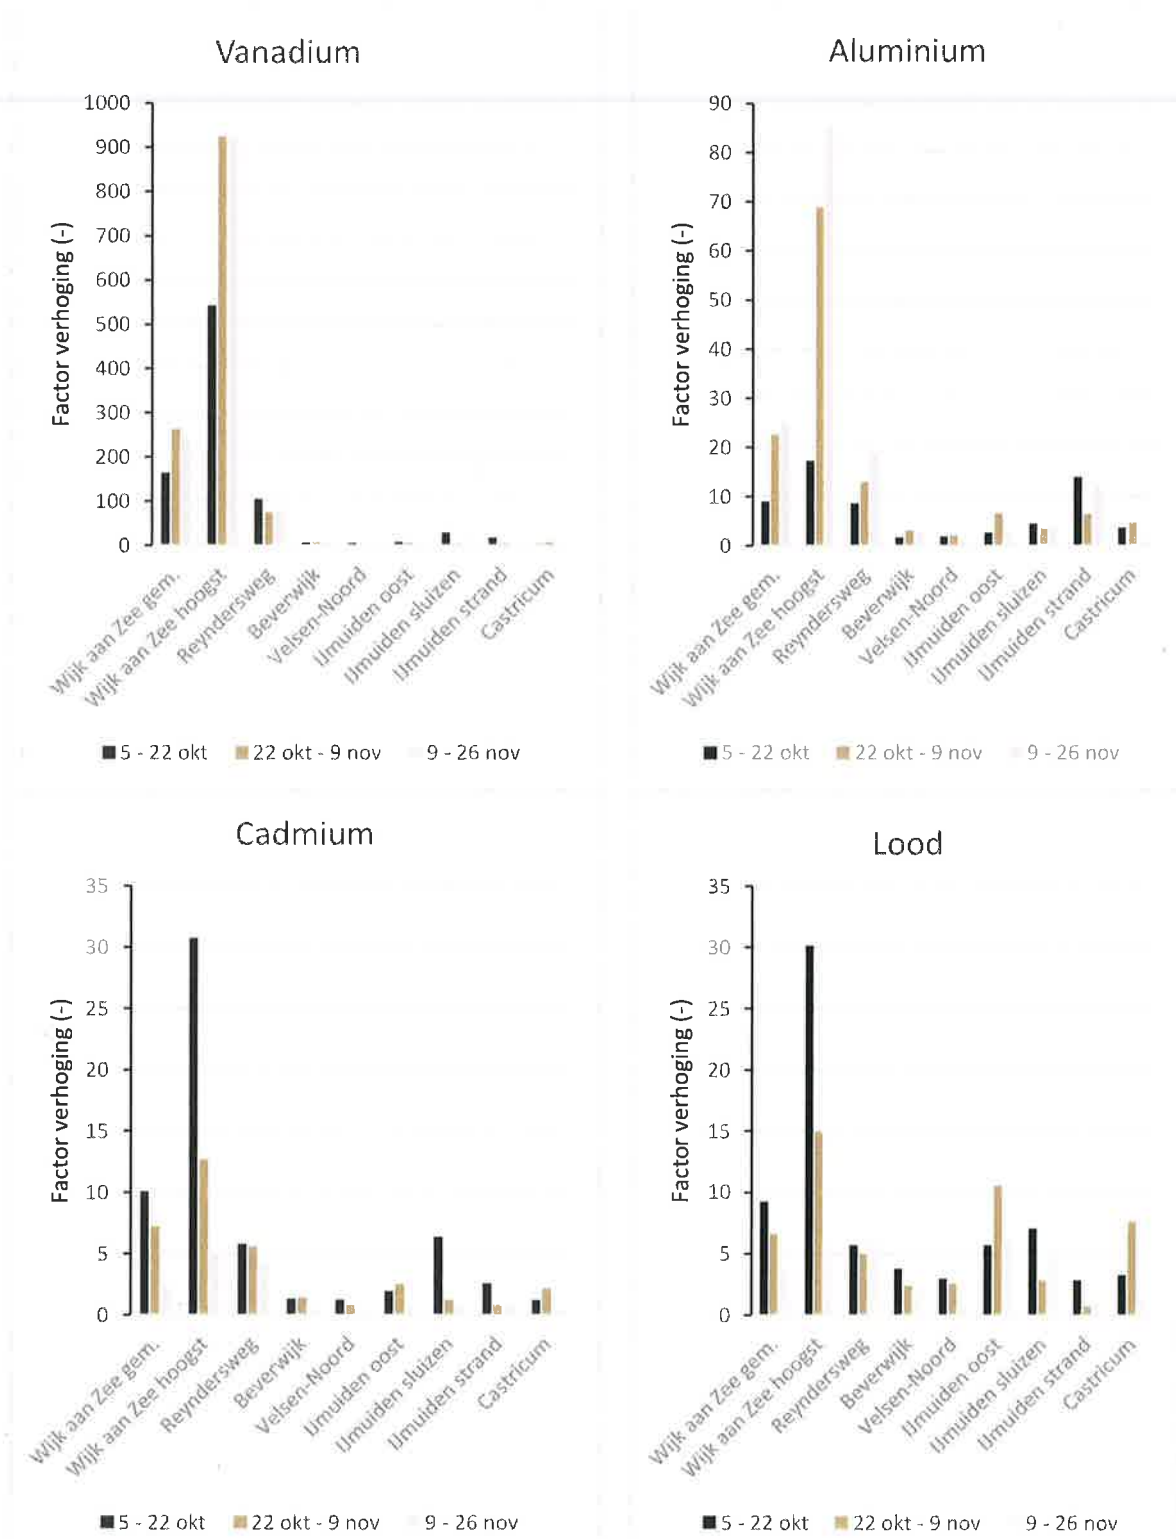 Vanadium
Factor verhoging (-)
1000
900
800
700
600
500
400
300
200
100
0
Wijk aan Zee gem.
Wijk aan Zee hoogst
Reyndersweg
Beverwijk
Velsen-Noord
IJmuiden oost
IJmuiden sluizen
IJmuiden strand
Castricum
5 - 22 okt 22 okt - 9 nov 9 - 26 nov
Aluminium
Factor verhoging (-)
90
80
70
60
50
40
30
20
10
0
Wijk aan Zee gem.
Wijk aan Zee hoogst
Reyndersweg
Beverwijk
Velsen-Noord
IJmuiden oost
IJmuiden sluizen
IJmuiden strand
Castricum
5 - 22 okt 22 okt - 9 nov 9 - 26 nov
Cadmium
Factor verhoging (-)
35
30
25
20
15
10
5
0
Wijk aan Zee gem.
Wijk aan Zee hoogst
Reyndersweg
Beverwijk
Velsen-Noord
IJmuiden oost
IJmuiden sluizen
IJmuiden strand
Castricum
5 - 22 okt 22 okt - 9 nov 9 - 26 nov
Lood
Factor verhoging (-)
35
30
25
20
15
10
5
0
Wijk aan Zee gem.
Wijk aan Zee hoogst
Reyndersweg
Beverwijk
Velsen-Noord
IJmuiden oost
IJmuiden sluizen
IJmuiden strand
Castricum
5 - 22 okt 22 okt - 9 nov 9 - 26 nov